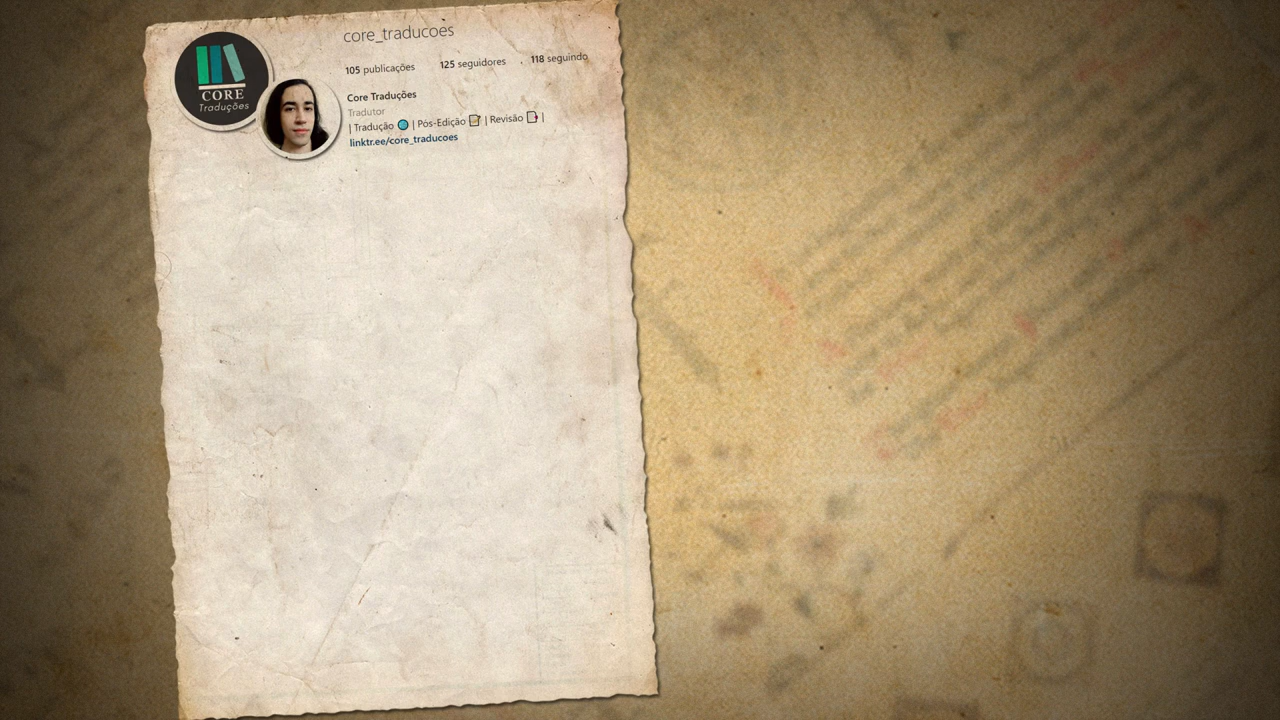 core_traducoes
105 publicações 125 seguidores 118 seguindo
CORE
Traduções
Core Traduções
Tradutor
| Tradução 🌐 | Pós-Edição 📝 | Revisão 📑 |
linktr.ee/core_traducoes